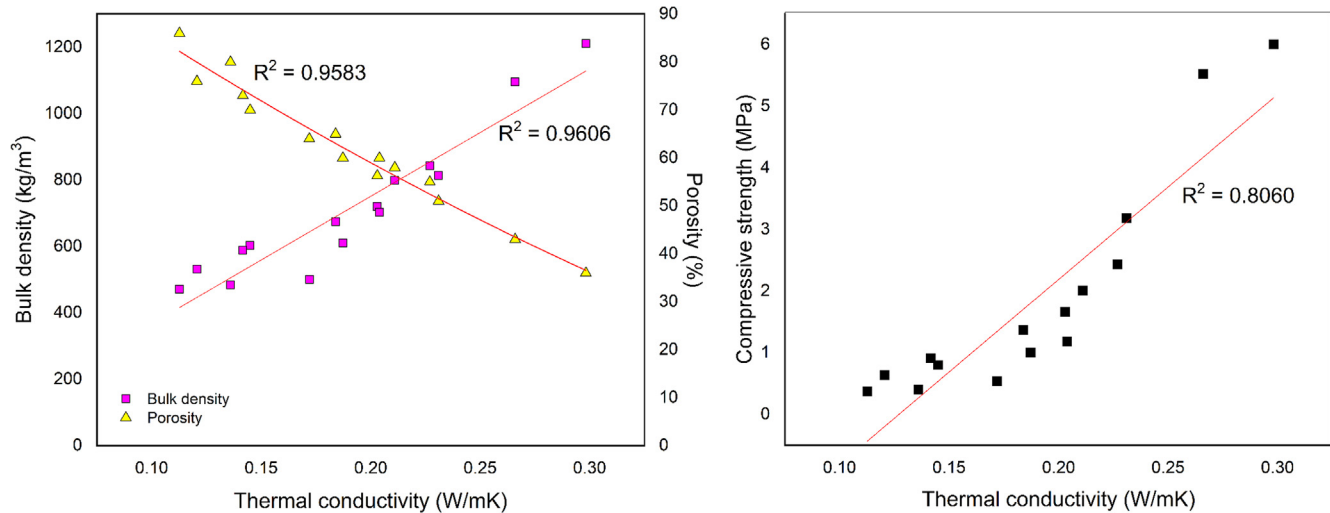 1200
1000
800
600
400
200
0
Bulk density (kg/m³)
90
80
70
60
50
40
30
20
10
0
Porosity (%)
R² = 0.9583
R² = 0.9606
Bulk density
Porosity
0.10 0.15 0.20 0.25 0.30
Thermal conductivity (W/mK)
6
5
4
3
2
1
0
Compressive strength (MPa)
R² = 0.8060
0.10 0.15 0.20 0.25 0.30
Thermal conductivity (W/mK)